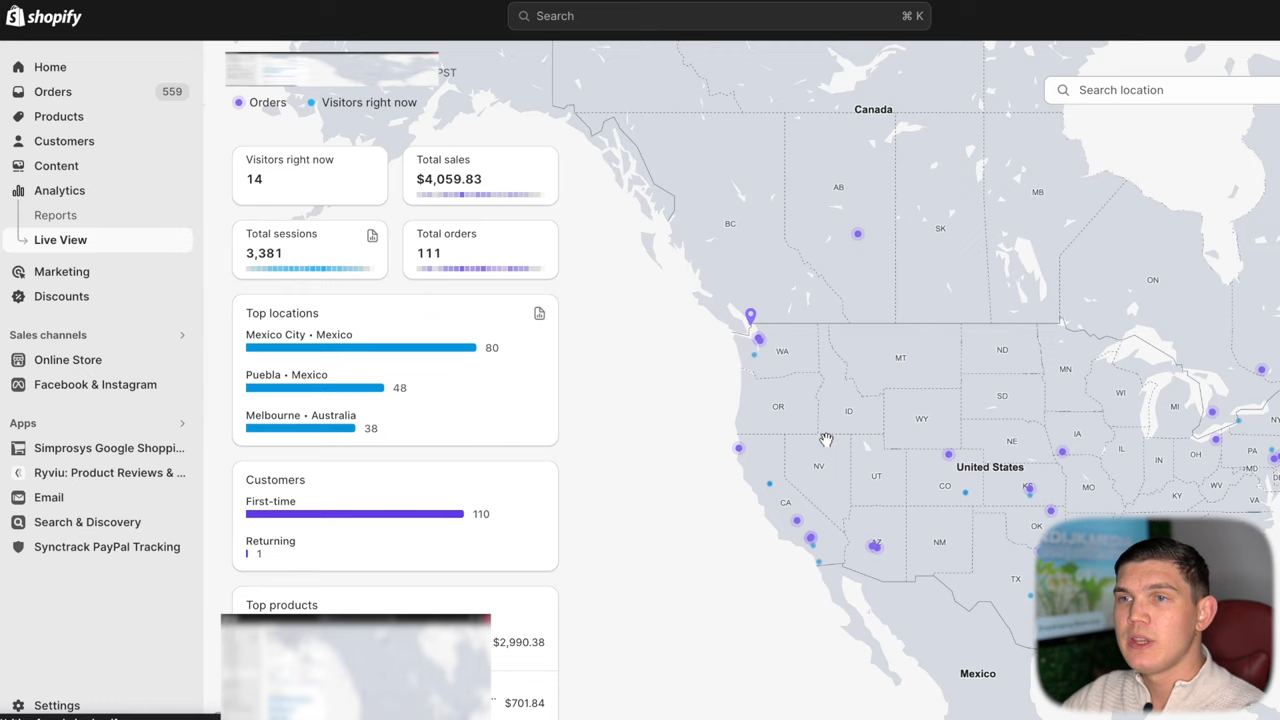 shopify
Search
⌘ K
Home
Orders
559
Products
Customers
Content
Analytics
Reports
Live View
Marketing
Discounts
Sales channels
Online Store
Facebook & Instagram
Apps
Simprosys Google Shoppi...
Ryviu: Product Reviews & ...
Email
Search & Discovery
Synctrack PayPal Tracking
Settings
PST
Orders
Visitors right now
Visitors right now
14
Total sales
$4,059.83
Total sessions
3,381
Total orders
111
Top locations
Mexico City • Mexico
80
Puebla • Mexico
48
Melbourne • Australia
38
Customers
First-time
110
Returning
1
Top products
$2,990.38
$701.84
Search location
Canada
AB
MB
BC
SK
ON
WA
MT
ND
MN
OR
ID
SD
WI
MI
WY
IA
NE
PA
NV
UT
United States
IL
IN
OH
CO
KS
MO
WV
CA
KY
VA
OK
AZ
NM
TX
Mexico